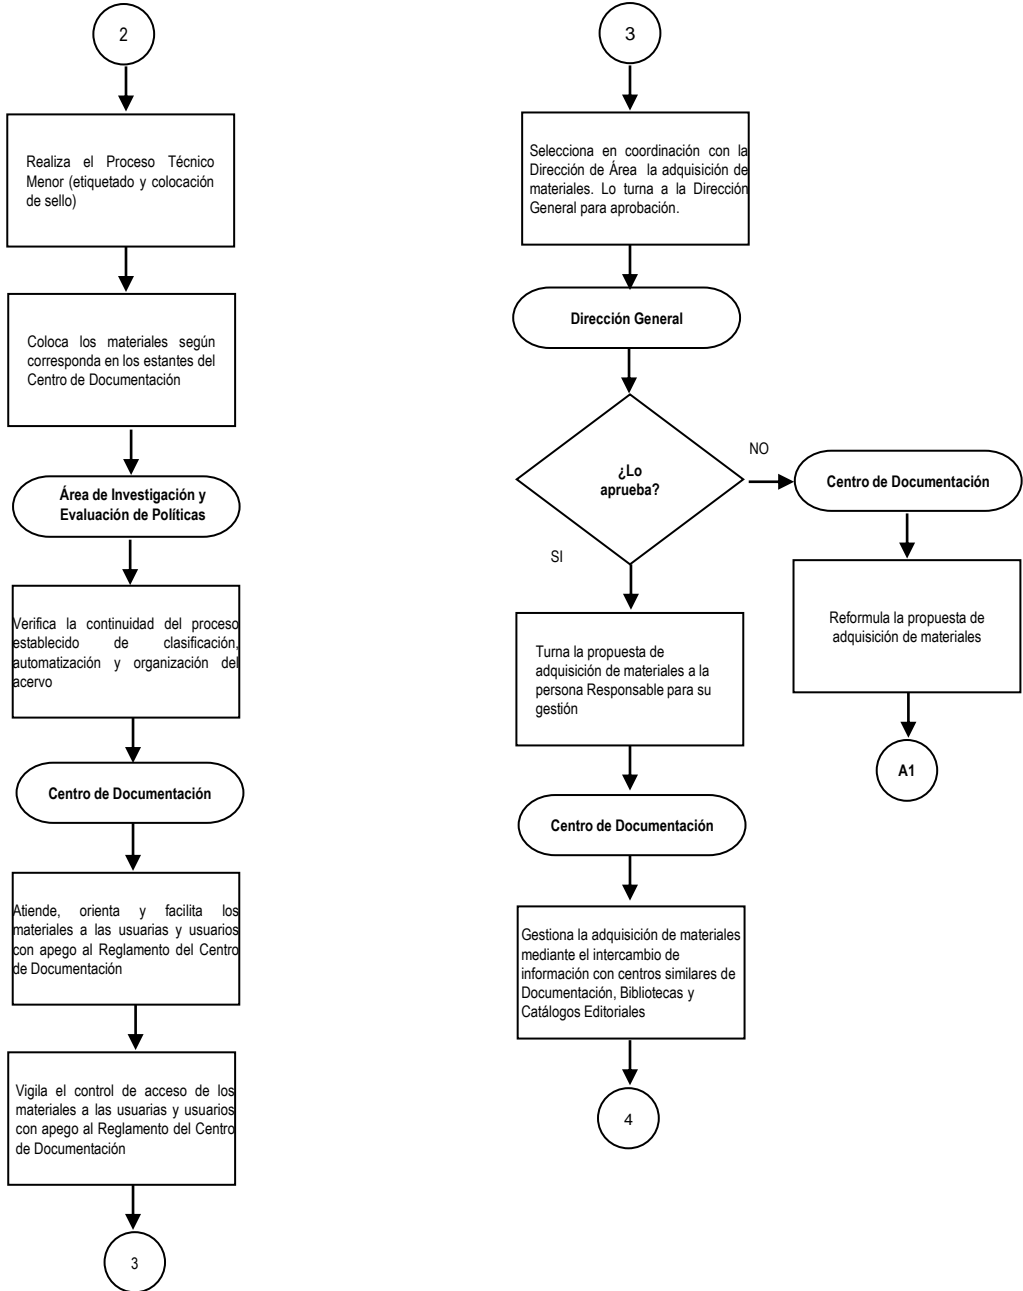 2
Realiza el Proceso Técnico
Menor (etiquetado y colocación
de sello)
Coloca los materiales según
corresponda en los estantes del
Centro de Documentación
Área de Investigación y
Evaluación de Políticas
Verifica la continuidad del proceso
establecido de clasificación,
automatización y organización del
acervo
Centro de Documentación
Atiende, orienta y facilita los
materiales a las usuarias y usuarios
con apego al Reglamento del Centro
de Documentación
Vigila el control de acceso de los
materiales a las usuarias y usuarios
con apego al Reglamento del Centro
de Documentación
3
3
Selecciona en coordinación con la
Dirección de Área la adquisición de
materiales. Lo turna a la Dirección
General para aprobación.
Dirección General
¿Lo
aprueba?
NO
SI
Centro de Documentación
Reformula la propuesta de
adquisición de materiales
A1
Turna la propuesta de
adquisición de materiales a la
persona Responsable para su
gestión
Centro de Documentación
Gestiona la adquisición de materiales
mediante el intercambio de
información con centros similares de
Documentación, Bibliotecas y
Catálogos Editoriales
4